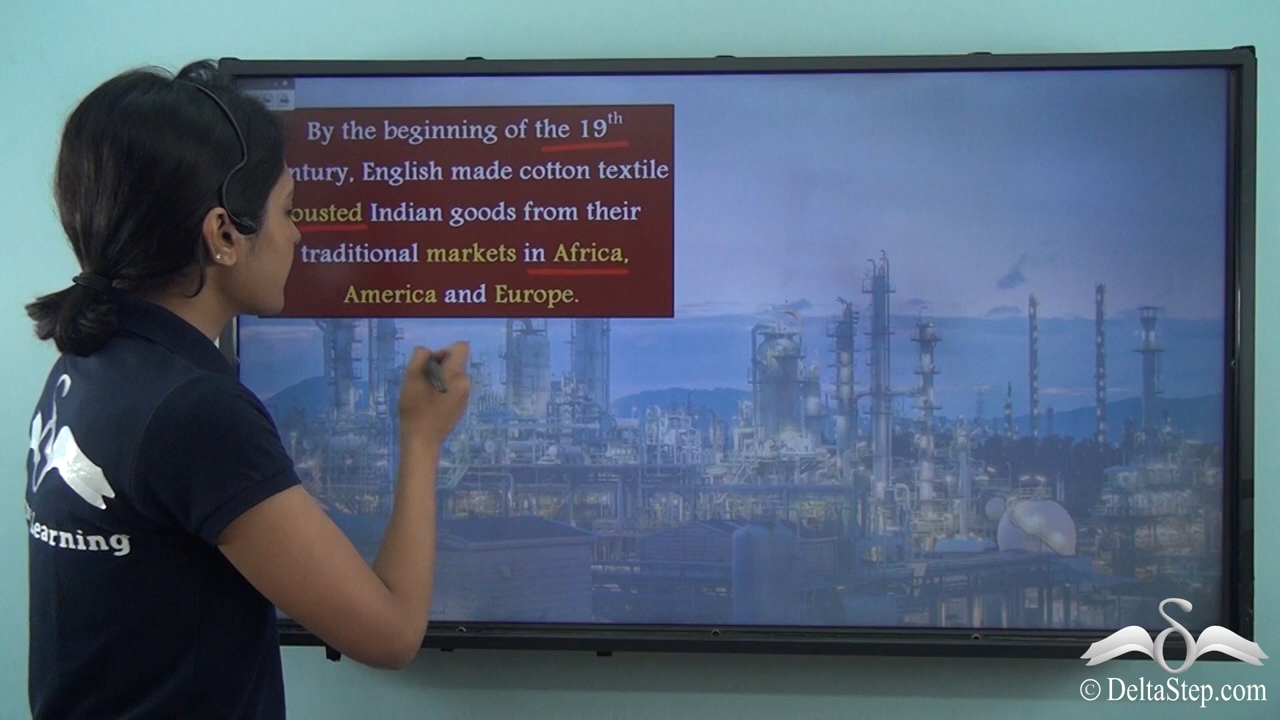 By the beginning of the 19th
ntury, English made cotton textile
ousted Indian goods from their
traditional markets in Africa,
America and Europe.
Learning
© DeltaStep.com